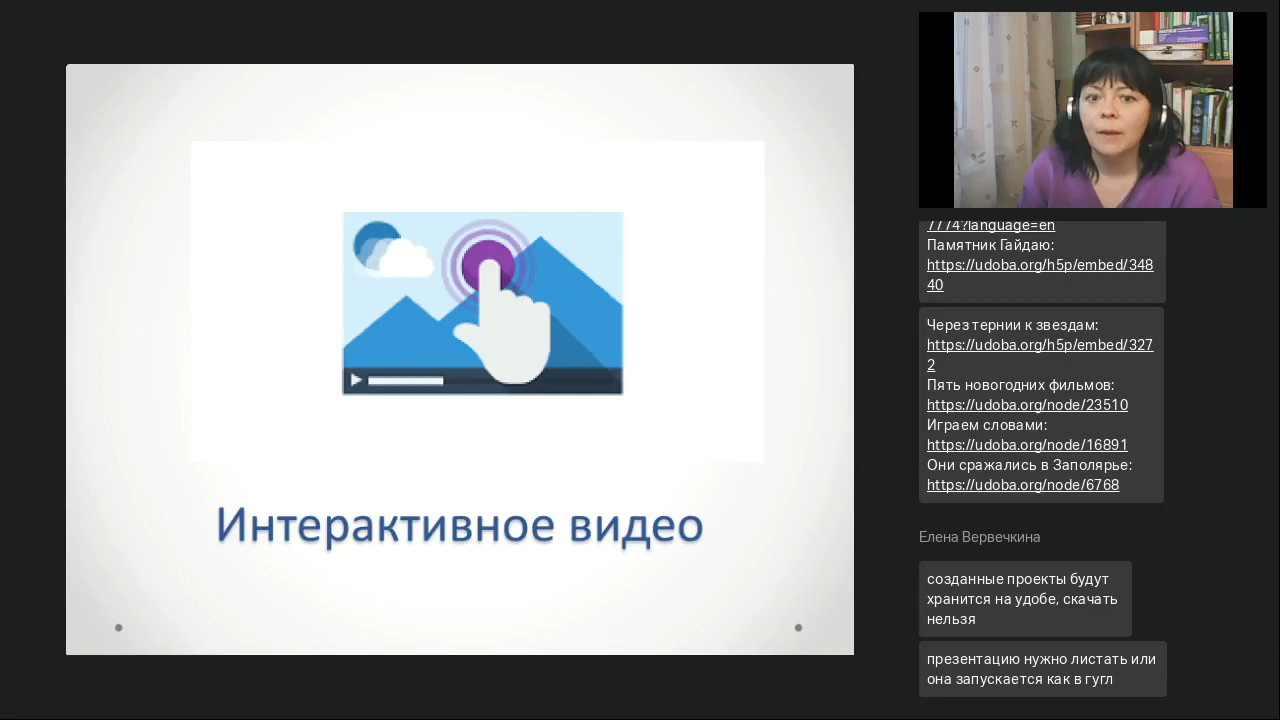 Интерактивное видео
7774?language=en
Памятник Гайдаю:
https://udoba.org/h5p/embed/348
40
Через тернии к звездам:
https://udoba.org/h5p/embed/327
2
Пять новогодних фильмов:
https://udoba.org/node/23510
Играем словами:
https://udoba.org/node/16891
Они сражались в Заполярье:
https://udoba.org/node/6768
Елена Вервечкина
созданные проекты будут
хранится на удобе, скачать
нельзя
презентацию нужно листать или
она запускается как в гугл